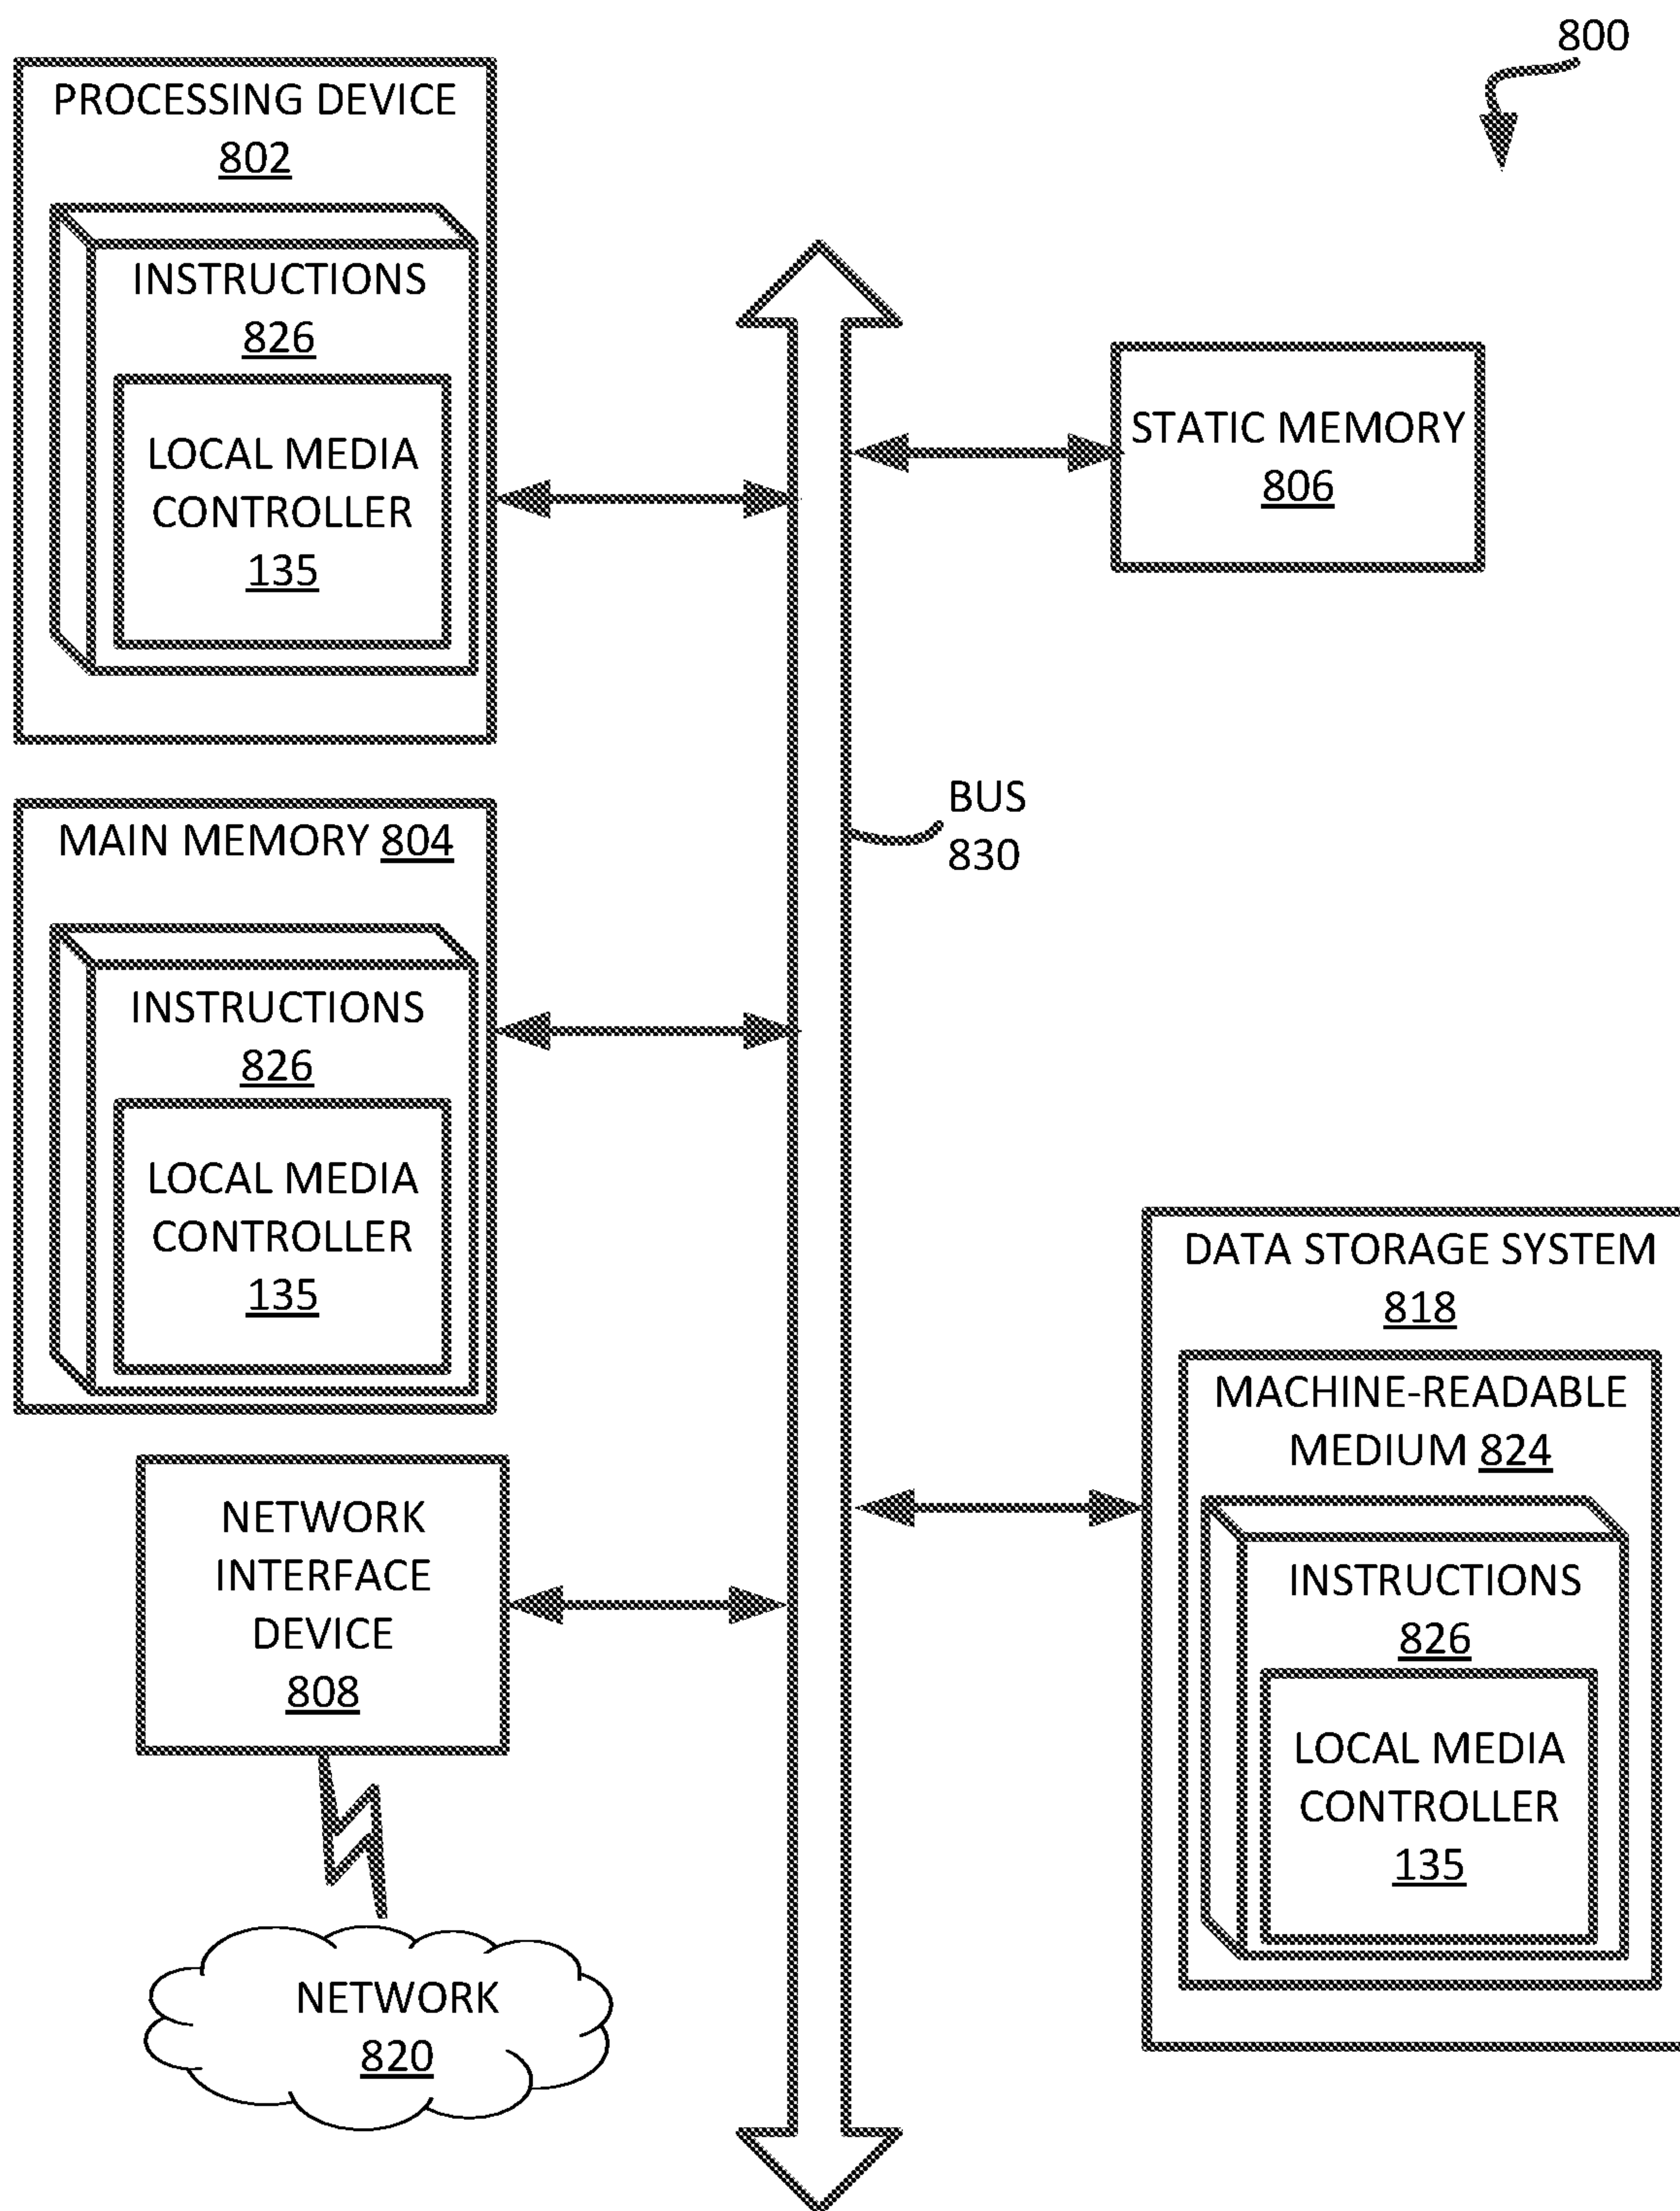 800
PROCESSING DEVICE
802
INSTRUCTIONS
826
LOCAL MEDIA
CONTROLLER
135
STATIC MEMORY
806
BUS
830
MAIN MEMORY 804
INSTRUCTIONS
826
LOCAL MEDIA
CONTROLLER
135
DATA STORAGE SYSTEM
818
MACHINE-READABLE
MEDIUM 824
INSTRUCTIONS
826
LOCAL MEDIA
CONTROLLER
135
NETWORK
INTERFACE
DEVICE
808
NETWORK
820